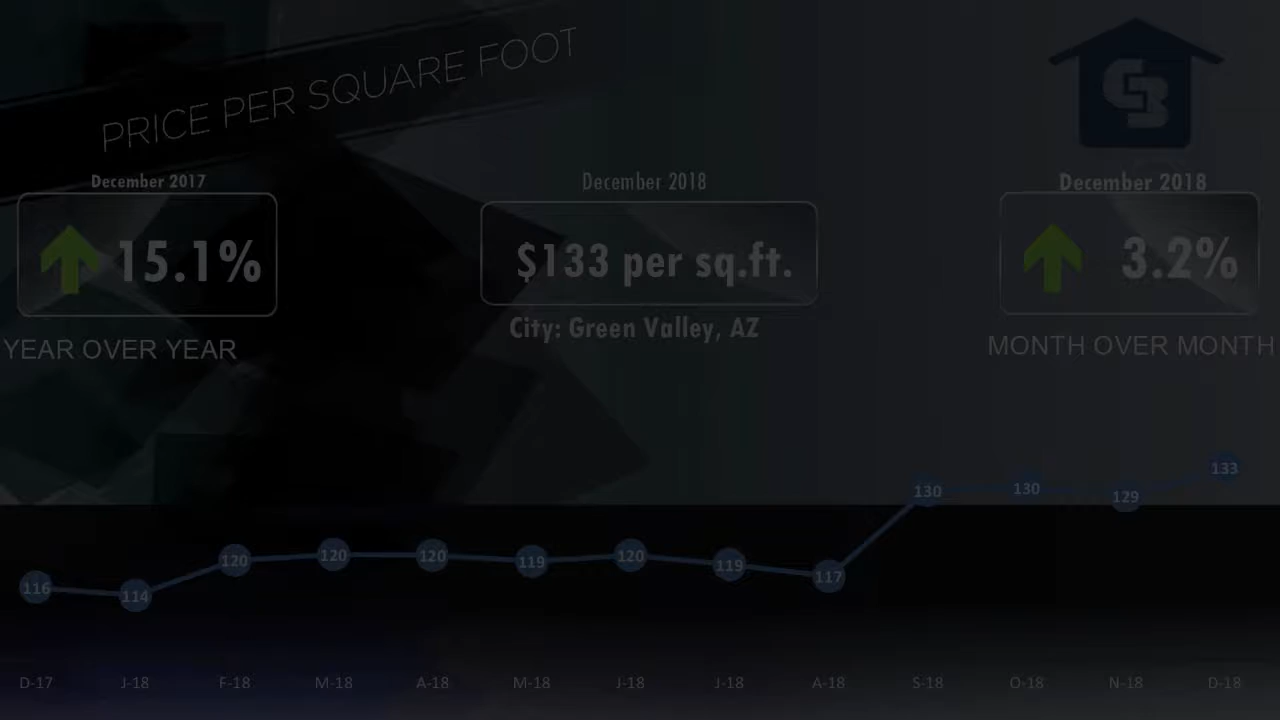 PRICE PER SQUARE FOOT
CB
December 2017
15.1%
YEAR OVER YEAR
December 2018
$133 per sq.ft.
City: Green Valley, AZ
December 2018
3.2%
MONTH OVER MONTH
116 114 120 120 120 119 120 119 117 130 130 129 133
D-17 J-18 F-18 M-18 A-18 M-18 J-18 J-18 A-18 S-18 O-18 N-18 D-18